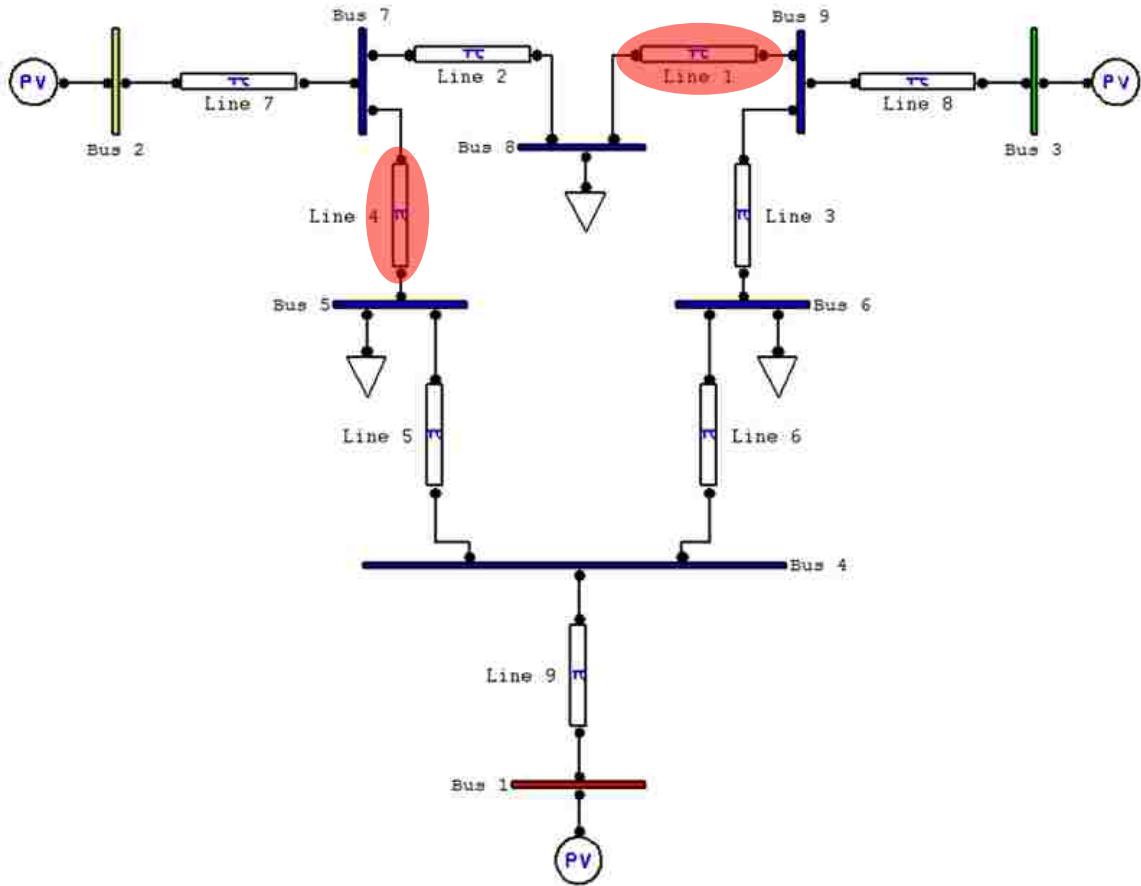 Bus 7
Bus 9
π
Line 2
π
Line 1
PV
π
Line 7
π
Line 8
PV
Bus 2
Bus 8
Bus 3
Line 4
π
π
Line 3
Bus 5
Bus 6
Line 5
π
π
Line 6
Bus 4
Line 9
π
Bus 1
PV